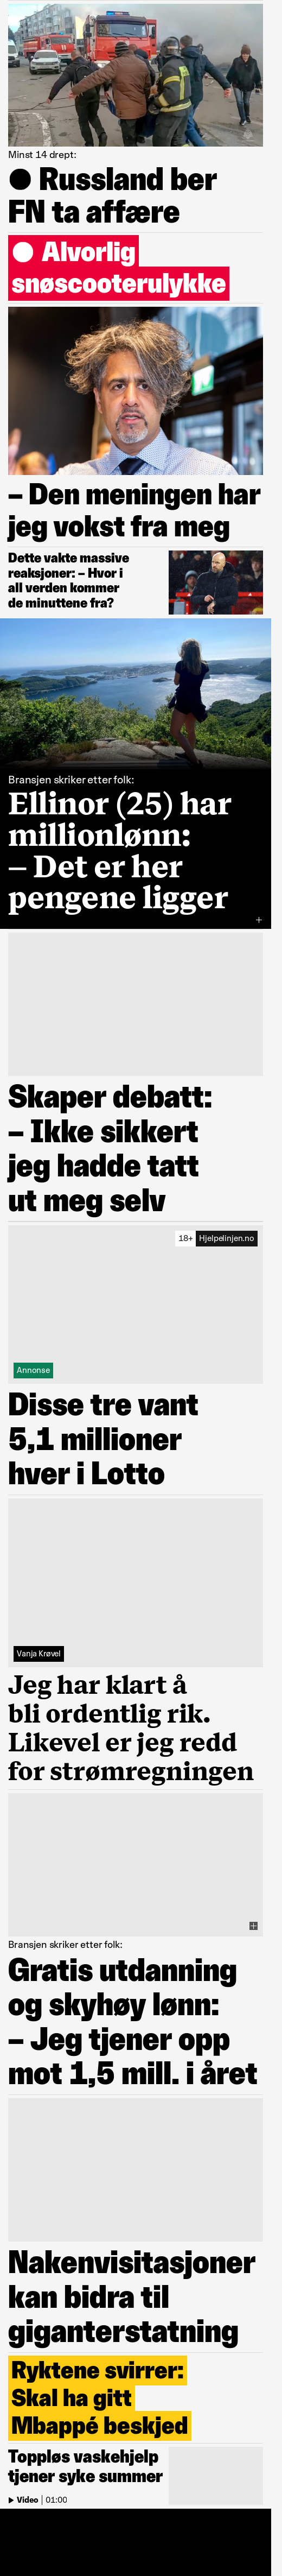 Minst 14 drept:
● Russland ber
FN ta affære
● Alvorlig
snøscooterulykke
– Den meningen har
jeg vokst fra meg
Dette vakte massive
reaksjoner: – Hvor i
all verden kommer
de minuttene fra?
Bransjen skriker etter folk:
Ellinor (25) har
millionlønn:
– Det er her
pengene ligger
Skaper debatt:
– Ikke sikkert
jeg hadde tatt
ut meg selv
18+ Hjelpelinjen.no
Annonse
Disse tre vant
5,1 millioner
hver i Lotto
Vanja Krøvel
Jeg har klart å
bli ordentlig rik.
Likevel er jeg redd
for strømregningen
Bransjen skriker etter folk:
Gratis utdanning
og skyhøy lønn:
– Jeg tjener opp
mot 1,5 mill. i året
Nakenvisitasjoner
kan bidra til
giganterstatning
Ryktene svirrer:
Skal ha gitt
Mbappé beskjed
Toppløs vaskehjelp
tjener syke summer
Video | 01:00